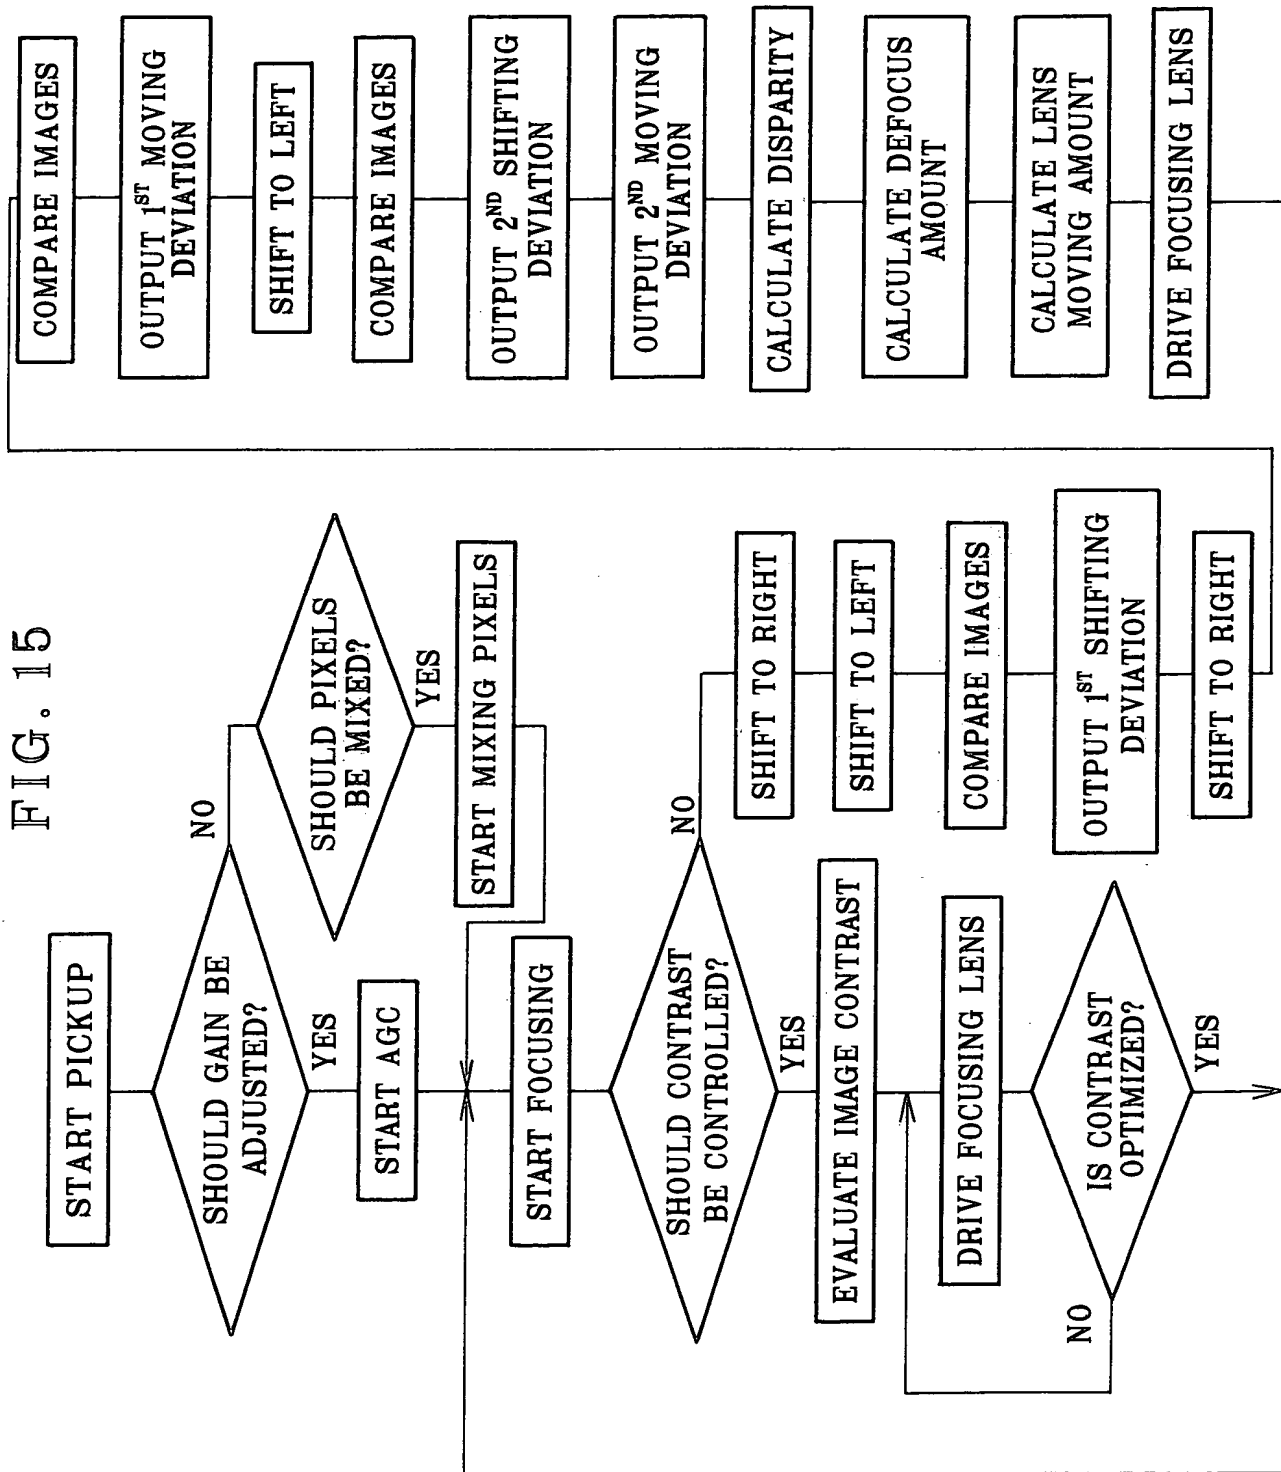 FIG. 15
START PICKUP
SHOULD GAIN BE
ADJUSTED?
NO
YES
SHOULD PIXELS
BE MIXED?
YES
START MIXING PIXELS
START AGC
START FOCUSING
SHOULD CONTRAST
BE CONTROLLED?
NO
YES
EVALUATE IMAGE CONTRAST
DRIVE FOCUSING LENS
IS CONTRAST
OPTIMIZED?
NO
YES
SHIFT TO RIGHT
SHIFT TO LEFT
COMPARE IMAGES
OUTPUT 1ST SHIFTING
DEVIATION
SHIFT TO RIGHT
COMPARE IMAGES
OUTPUT 1ST MOVING
DEVIATION
SHIFT TO LEFT
COMPARE IMAGES
OUTPUT 2ND SHIFTING
DEVIATION
OUTPUT 2ND MOVING
DEVIATION
CALCULATE DISPARITY
CALCULATE DEFOCUS
AMOUNT
CALCULATE LENS
MOVING AMOUNT
DRIVE FOCUSING LENS